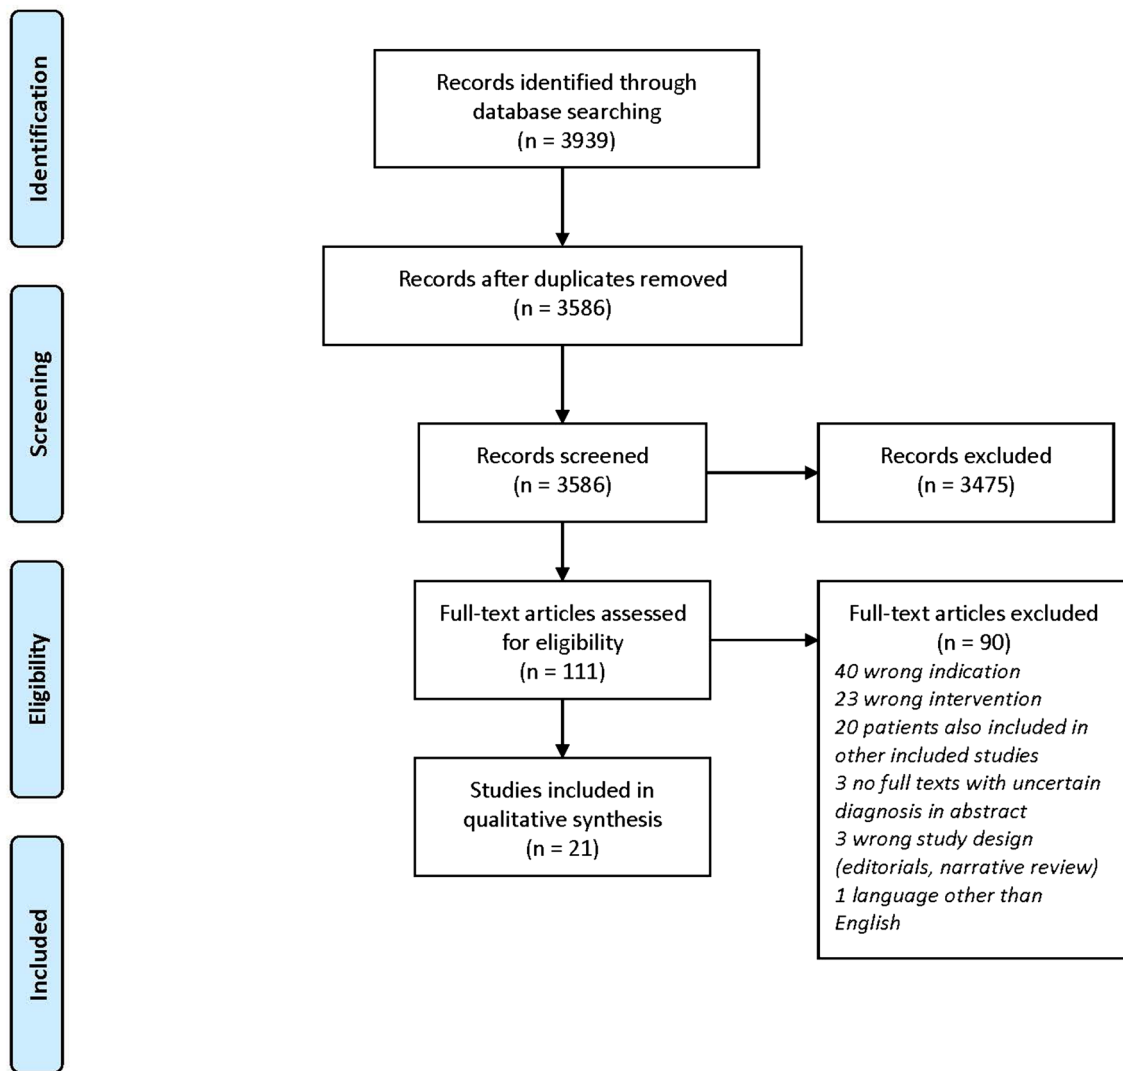 Identification
Records identified through
database searching
(n = 3939)
Records after duplicates removed
(n = 3586)
Screening
Records screened
(n = 3586)
Records excluded
(n = 3475)
Eligibility
Full-text articles assessed
for eligibility
(n = 111)
Full-text articles excluded
(n = 90)
40 wrong indication
23 wrong intervention
20 patients also included in
other included studies
3 no full texts with uncertain
diagnosis in abstract
3 wrong study design
(editorials, narrative review)
1 language other than
English
Studies included in
qualitative synthesis
(n = 21)
Included